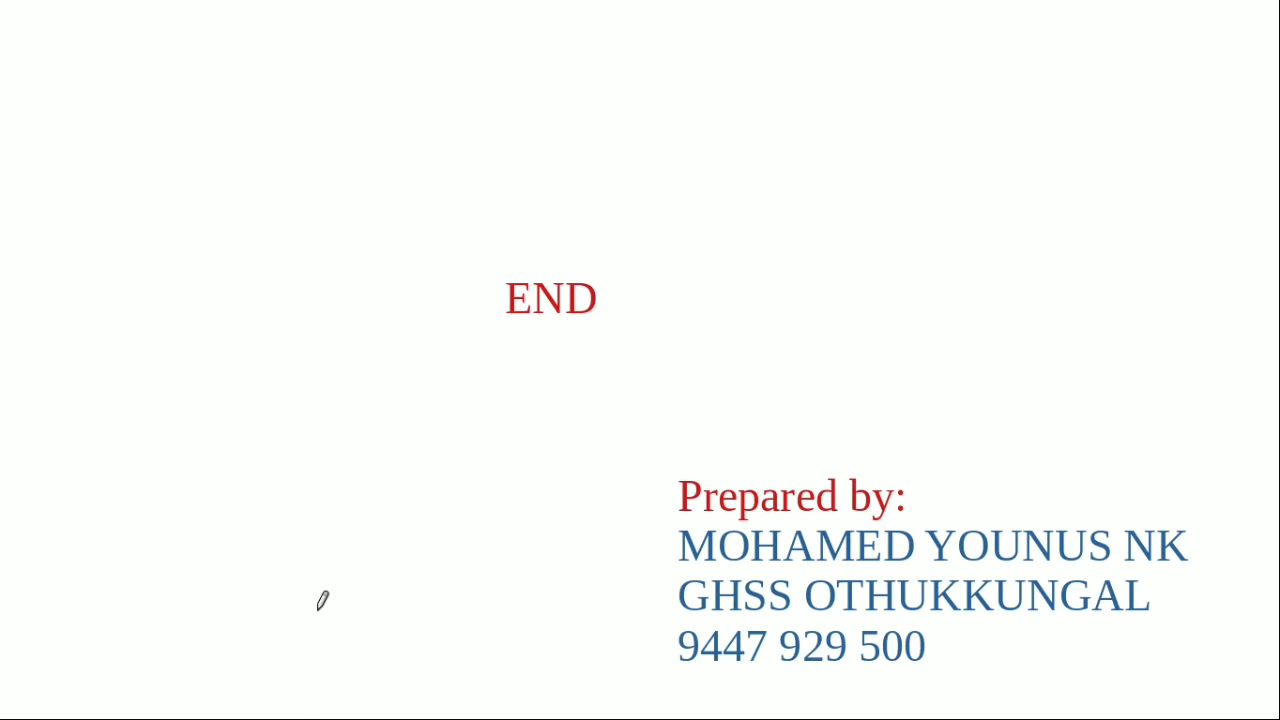 END
Prepared by:
MOHAMED YOUNUS NK
GHSS OTHUKKUNGAL
9447 929 500